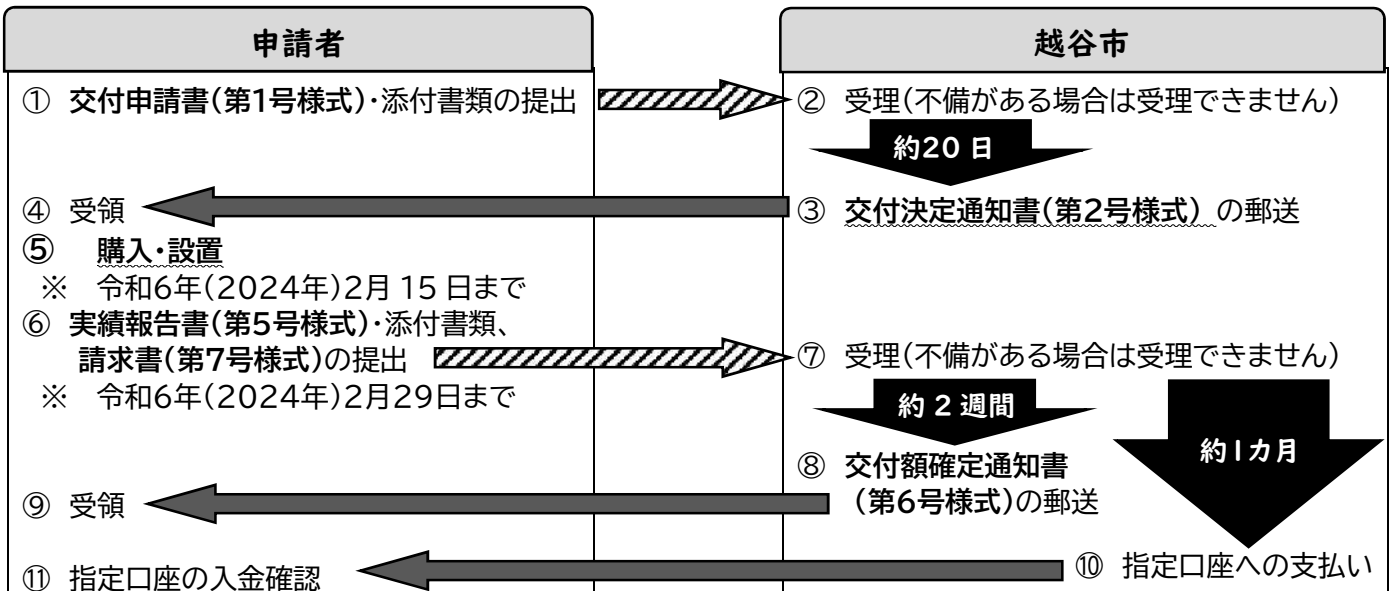 申請者
越谷市
① 交付申請書(第1号様式)・添付書類の提出
② 受理(不備がある場合は受理できません)
約20日
④ 受領
③ 交付決定通知書(第2号様式) の郵送
⑤ 購入・設置
※ 令和6年(2024年)2月15日まで
⑥ 実績報告書(第5号様式)・添付書類、
請求書(第7号様式)の提出
⑦ 受理(不備がある場合は受理できません)
※ 令和6年(2024年)2月29日まで
約2週間
約1カ月
⑧ 交付額確定通知書
(第6号様式)の郵送
⑨ 受領
⑩ 指定口座への支払い
⑪ 指定口座の入金確認